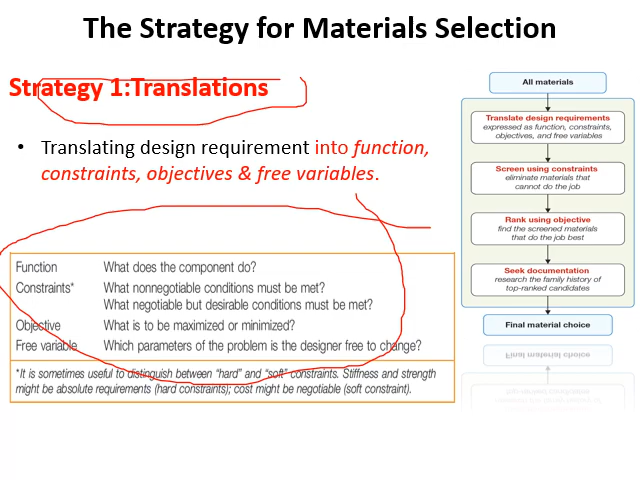 The Strategy for Materials Selection
Strategy 1:Translations
• Translating design requirement into function,
constraints, objectives & free variables.
Function What does the component do?
Constraints* What nonnegotiable conditions must be met?
What negotiable but desirable conditions must be met?
Objective What is to be maximized or minimized?
Free variable Which parameters of the problem is the designer free to change?
*It is sometimes useful to distinguish between "hard" and "soft" constraints. Stiffness and strength
might be absolute requirements (hard constraints); cost might be negotiable (soft constraint).
All materials
Translate design requirements
expressed as function, constraints,
objectives, and free variables
Screen using constraints
eliminate materials that
cannot do the job
Rank using objective
find the screened materials
that do the job best
Seek documentation
research the family history of
top-ranked candidates
Final material choice